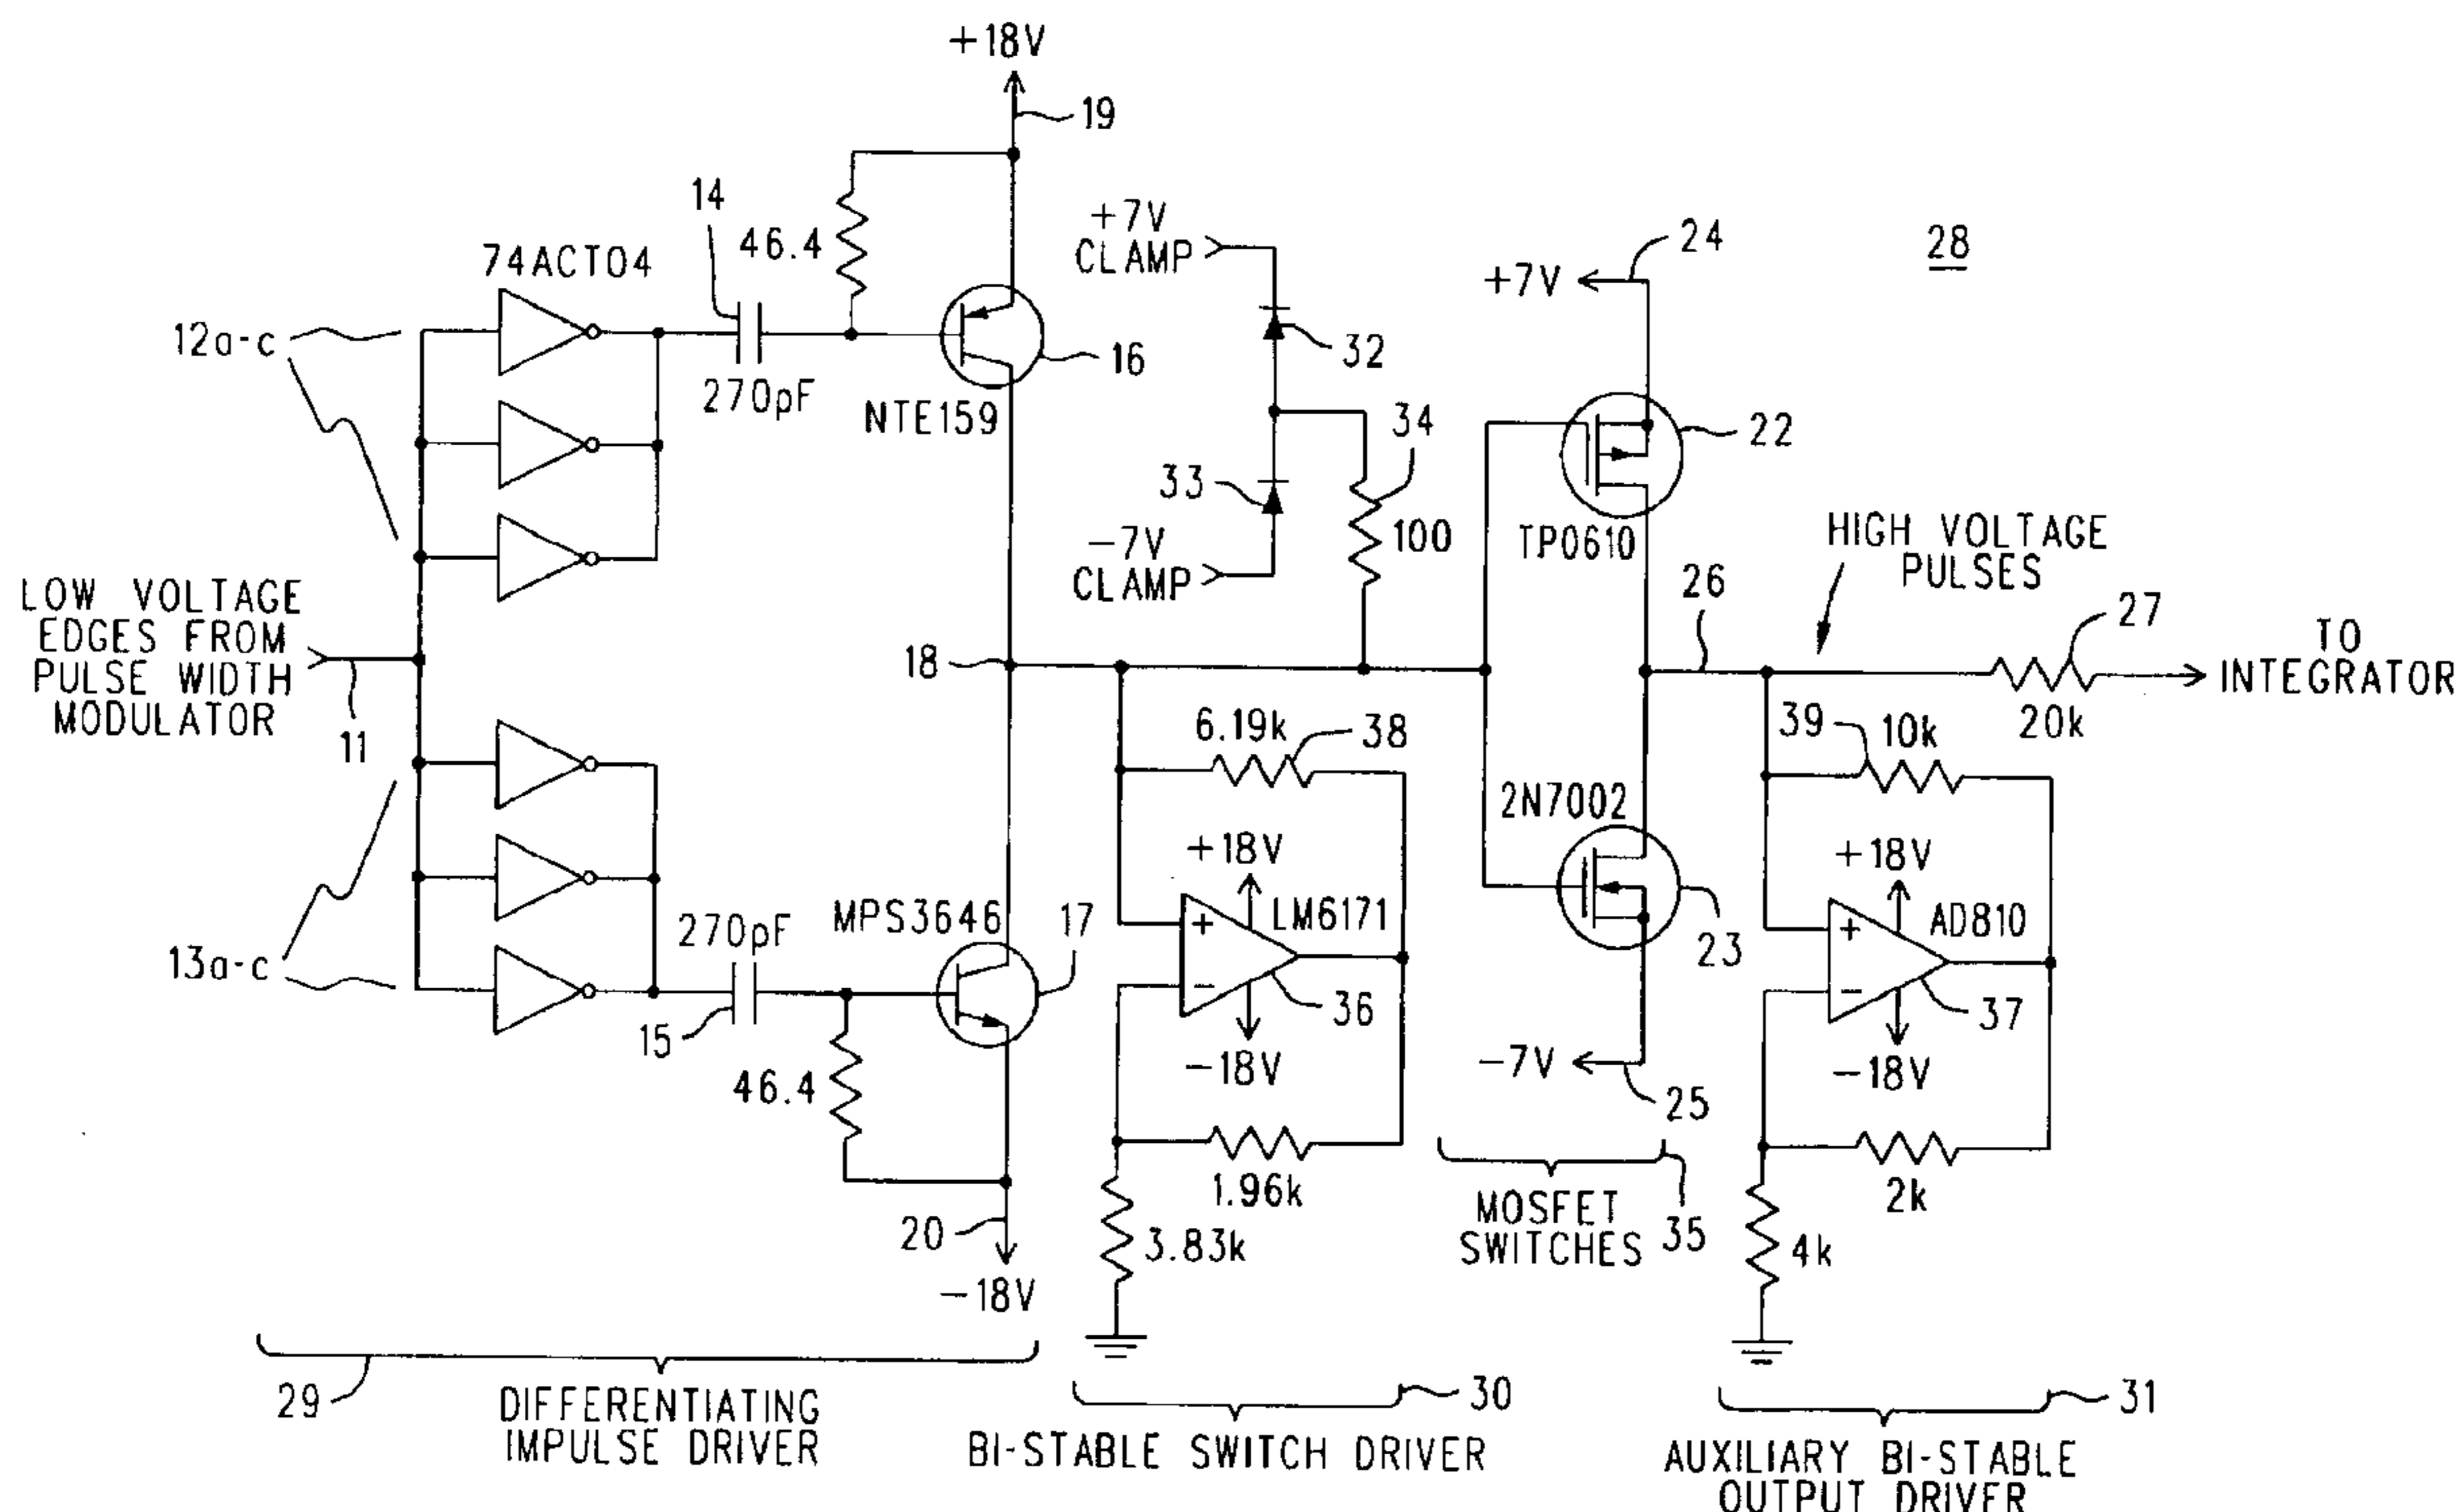 +18V
19
14
46.4
74ACT04
+7V
CLAMP
24
28
+7V
12a-c
270pF
16
NTE159
32
34
22
33
100
-7V
CLAMP
TP0610
HIGH VOLTAGE
PULSES
26
27
LOW VOLTAGE
EDGES FROM
PULSE WIDTH
MODULATOR
11
18
TO
INTEGRATOR
6.19k
38
39
10k
20k
2N7002
+18V
+18V
13a-c
270pF
MPS3646
17
LM6171
AD810
+
+
23
15
-
36
-
37
46.4
-18V
-7V
25
-18V
1.96k
MOSFET
SWITCHES
35
2k
20
3.83k
4k
-18V
29
DIFFERENTIATING
IMPULSE DRIVER
30
BI-STABLE SWITCH DRIVER
31
AUXILIARY BI-STABLE
OUTPUT DRIVER